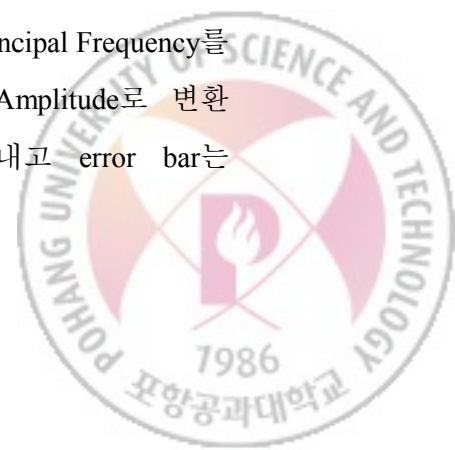 ncipal Frequency를
Amplitude로 변환
내고 error bar는
POHANG UNIVERSITY OF SCIENCE AND TECHNOLOGY
1986
포항공과대학교